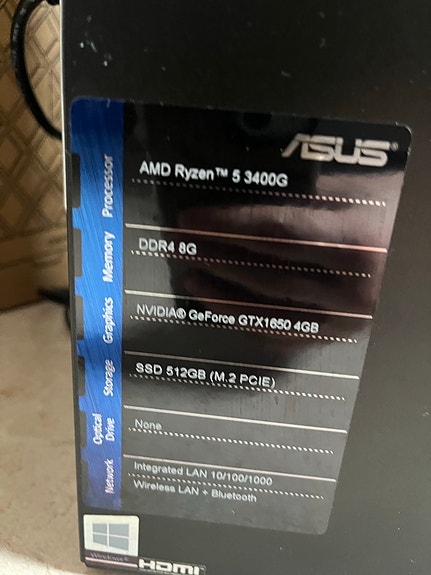 ASUS®
Processor
AMD Ryzen™ 5 3400G
Memory
DDR4 8G
Graphics
NVIDIA® GeForce GTX1650 4GB
Storage
SSD 512GB (M.2 PCIE)
Optical
Drive
None
Network
Integrated LAN 10/100/1000
Wireless LAN + Bluetooth
Windows®
HDMI